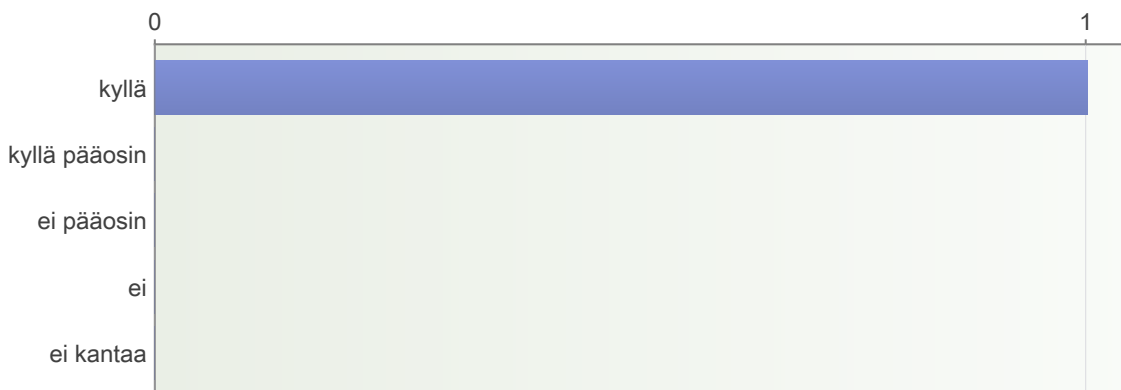 0 1
kyllä
kyllä pääosin
ei pääosin
ei
ei kantaa